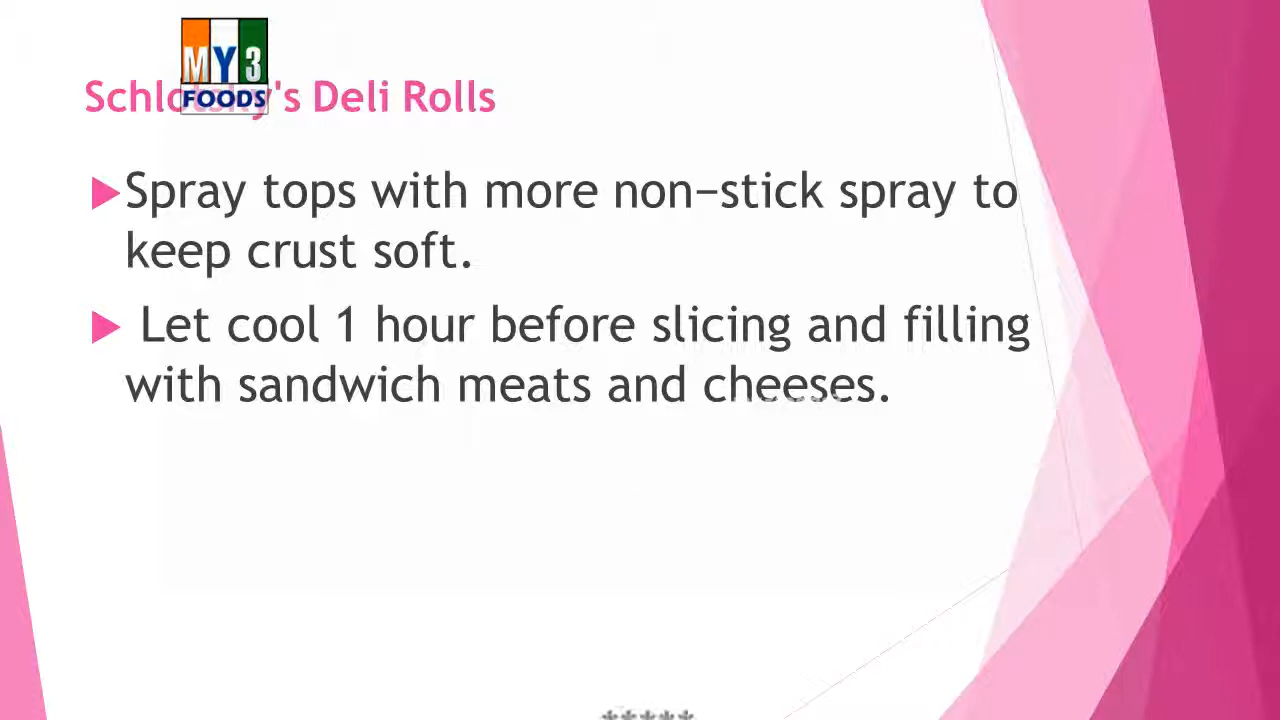 MY3
FOODS
Schlotsky's Deli Rolls
Spray tops with more non–stick spray to
keep crust soft.
Let cool 1 hour before slicing and filling
with sandwich meats and cheeses.
*****